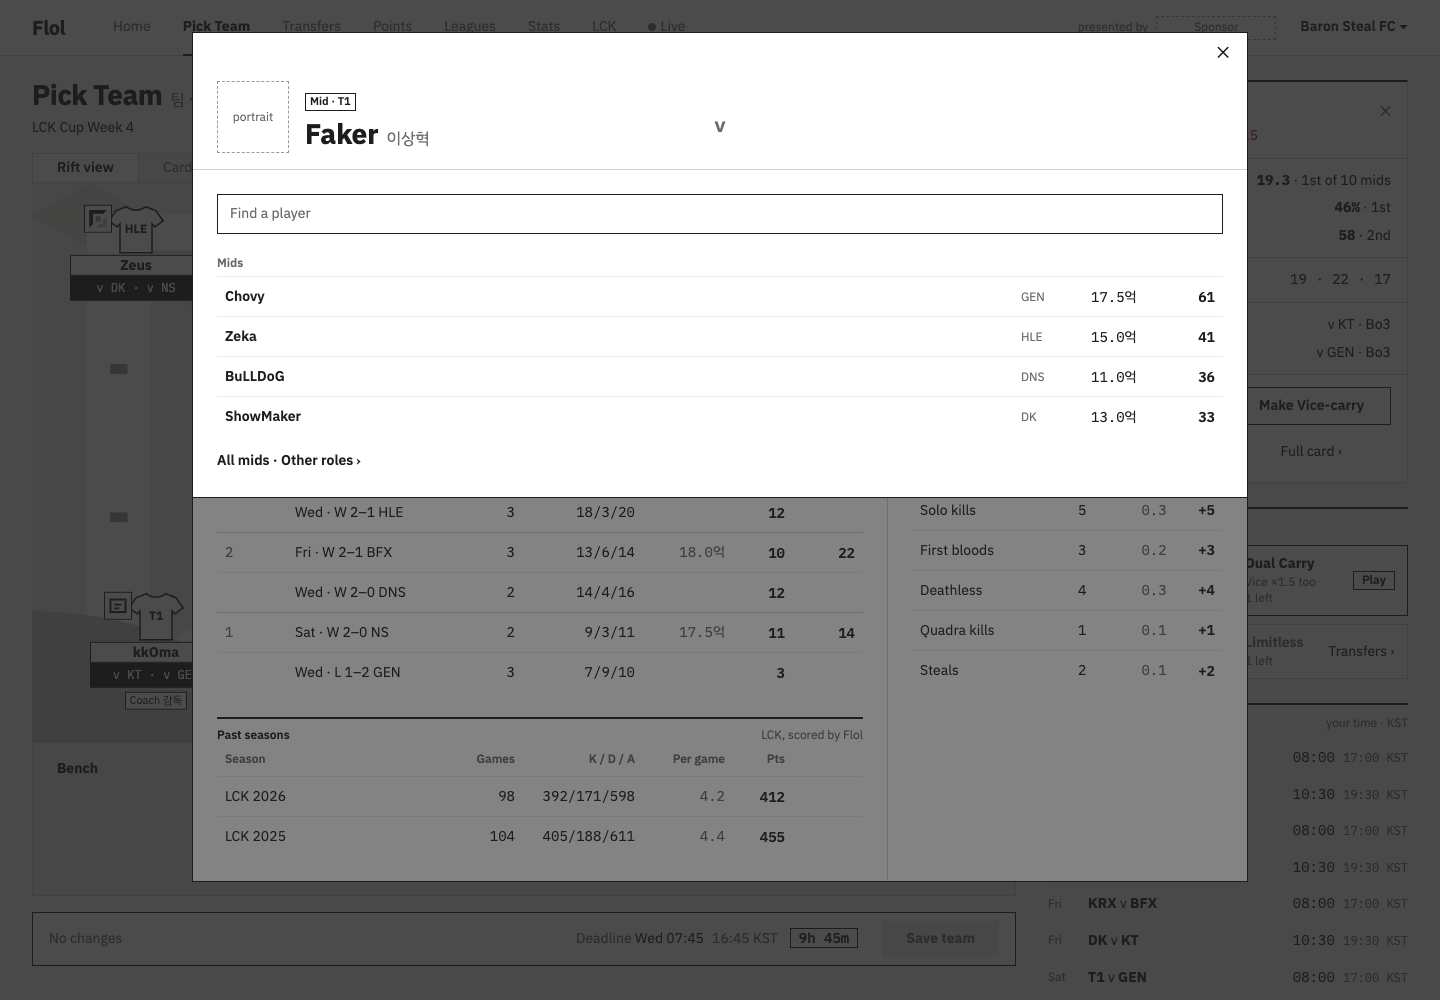 Flol Home Pick Team Transfers Points Leagues Stats LCK Live presented by Sponsor Baron Steal FC
Pick Team 팀
LCK Cup Week 4
Rift view Card
HLE
Zeus
v DK · v NS
T1
kkOma
v KT · v GE
Coach 감독
Bench
portrait
Mid · T1
Faker 이상혁
v
Find a player
Mids
Chovy GEN 17.5억 61
Zeka HLE 15.0억 41
BuLLDoG DNS 11.0억 36
ShowMaker DK 13.0억 33
All mids · Other roles ›
Wed · W 2–1 HLE 3 18/3/20 12
2 Fri · W 2–1 BFX 3 13/6/14 18.0억 10 22
Wed · W 2–0 DNS 2 14/4/16 12
1 Sat · W 2–0 NS 2 9/3/11 17.5억 11 14
Wed · L 1–2 GEN 3 7/9/10 3
Past seasons LCK, scored by Flol
Season Games K / D / A Per game Pts
LCK 2026 98 392/171/598 4.2 412
LCK 2025 104 405/188/611 4.4 455
Solo kills 5 0.3 +5
First bloods 3 0.2 +3
Deathless 4 0.3 +4
Quadra kills 1 0.1 +1
Steals 2 0.1 +2
5
19.3 · 1st of 10 mids
46% · 1st
58 · 2nd
19 · 22 · 17
v KT · Bo3
v GEN · Bo3
Make Vice-carry
Full card ›
Dual Carry
Vice ×1.5 too
1 left
Play
Limitless
1 left
Transfers ›
your time · KST
08:00 17:00 KST
10:30 19:30 KST
08:00 17:00 KST
10:30 19:30 KST
Fri KRX v BFX 08:00 17:00 KST
Fri DK v KT 10:30 19:30 KST
Sat T1 v GEN 08:00 17:00 KST
No changes Deadline Wed 07:45 16:45 KST 9h 45m Save team